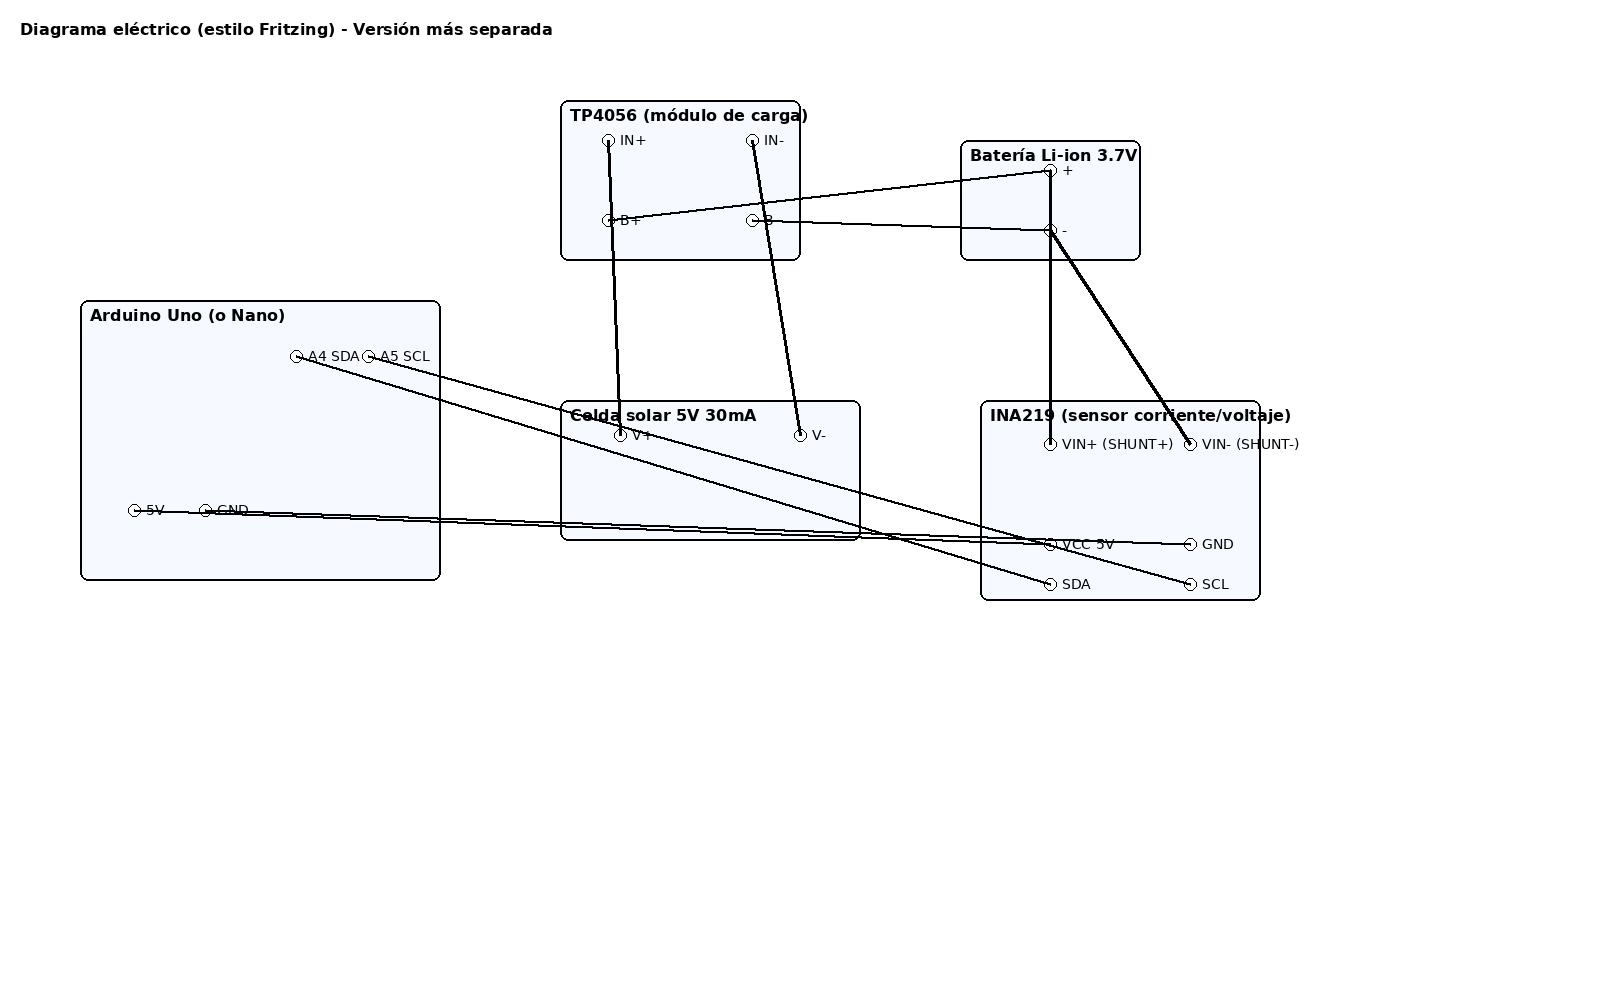 Diagrama eléctrico (estilo Fritzing) - Versión más separada
TP4056 (módulo de carga)
IN+
IN-
B+
B-
Batería Li-ion 3.7V
+
-
Arduino Uno (o Nano)
A4 SDA
A5 SCL
5V
GND
Celda solar 5V 30mA
V+
V-
INA219 (sensor corriente/voltaje)
VIN+ (SHUNT+)
VIN- (SHUNT-)
VCC 5V
GND
SDA
SCL